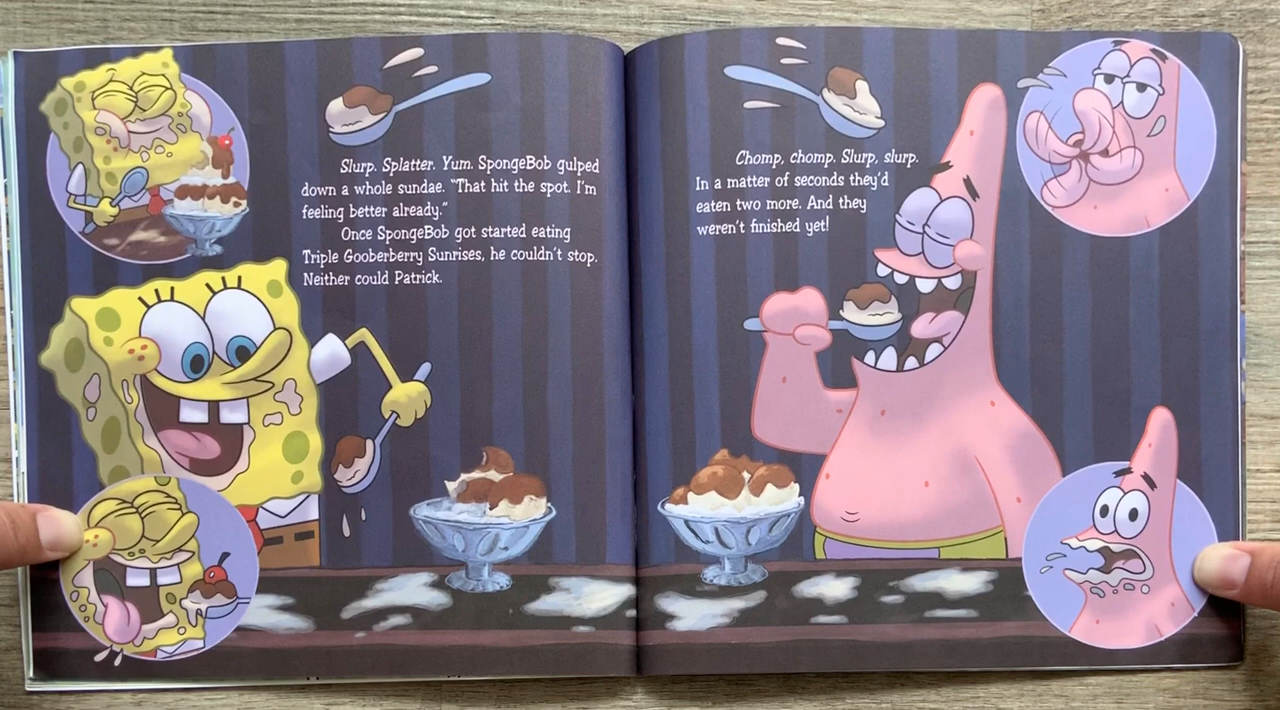 Slurp. Splatter. Yum. SpongeBob gulped
down a whole sundae. “That hit the spot. I’m
feeling better already.”
Once SpongeBob got started eating
Triple Gooberberry Sunrises, he couldn’t stop.
Neither could Patrick.
Chomp, chomp. Slurp, slurp.
In a matter of seconds they’d
eaten two more. And they
weren’t finished yet!